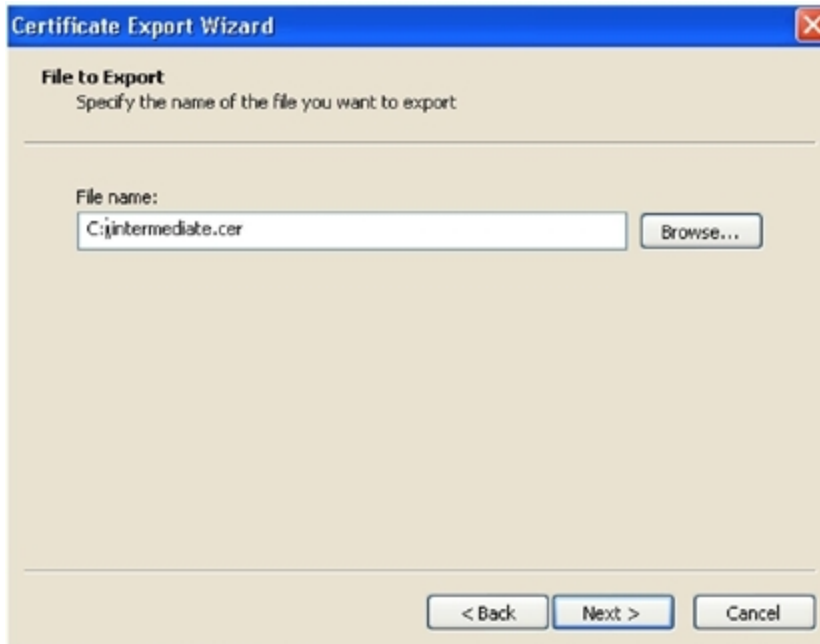 Certificate Export Wizard
File to Export
Specify the name of the file you want to export
File name:
C:\intermediate.cer
Browse...
< Back
Next >
Cancel